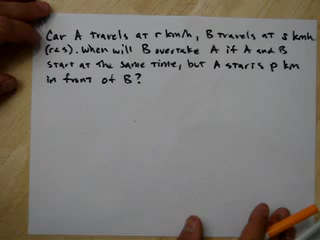 Car A travels at r km/h, B travels at s kmh.
(r<s). When will B overtake A if A and B
start at the same time, but A starts p km
in front of B?